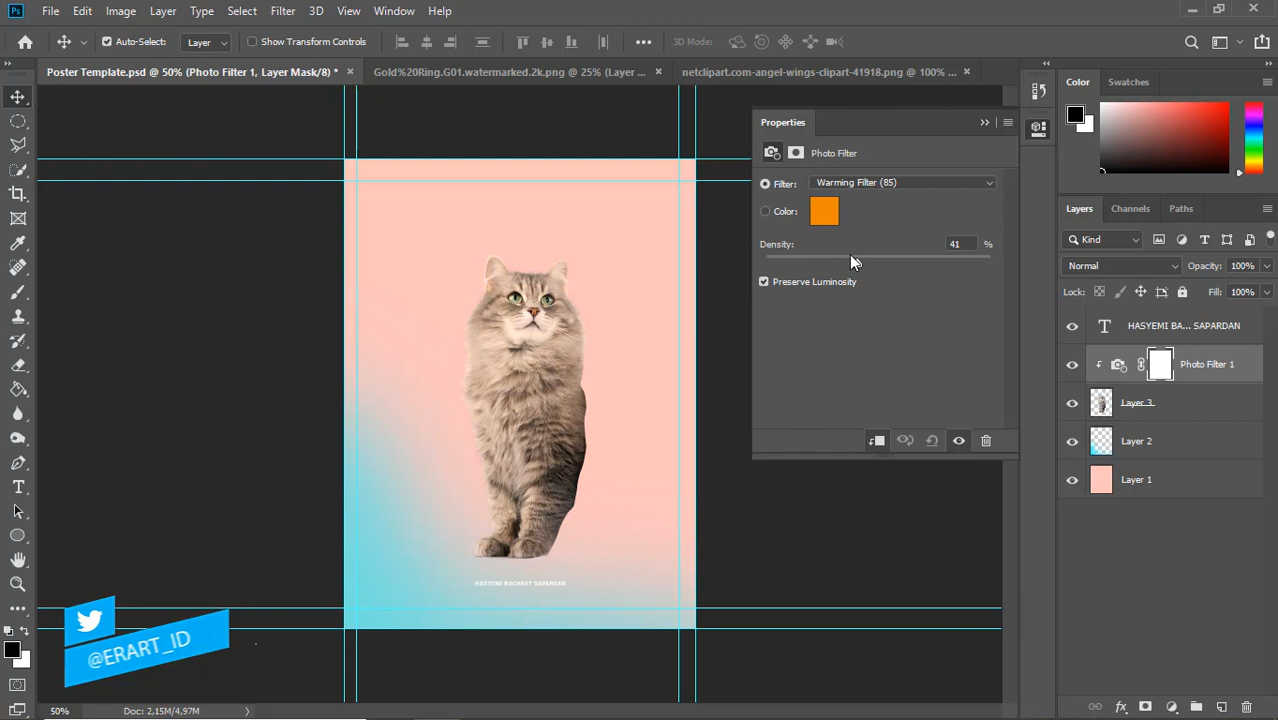 Ps File Edit Image Layer Type Select Filter 3D View Window Help
Auto-Select: Layer Show Transform Controls 3D Mode:
Poster Template.psd @ 50% (Photo Filter 1, Layer Mask/8) * Gold%20Ring.G01.watermarked.2k.png @ 25% (Layer ... netclipart.com-angel-wings-clipart-41918.png @ 100% ...
Properties
Photo Filter
Filter: Warming Filter (85)
Color:
Density: 41 %
Preserve Luminosity
Color Swatches
Layers Channels Paths
Kind
Normal Opacity: 100%
Lock: Fill: 100%
T HASYEMI BA... SAPARDAN
Photo Filter 1
Layer 3
Layer 2
Layer 1
HASYEMI BACHEET SAPARDAN
@ERART_ID
50% Doc: 2,15M/4,97M